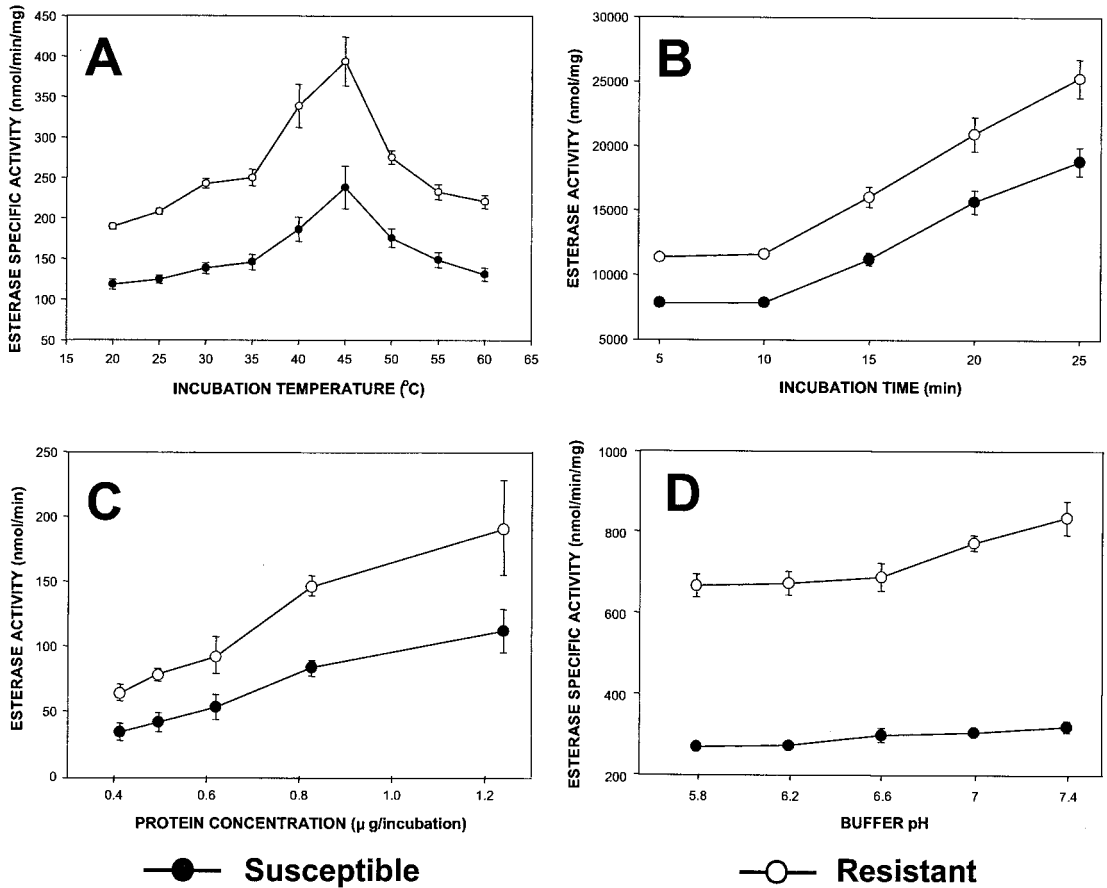 A
ESTERASE SPECIFIC ACTIVITY (nmol/min/mg)
450
400
350
300
250
200
150
100
50
15 20 25 30 35 40 45 50 55 60 65
INCUBATION TEMPERATURE (°C)
B
ESTERASE ACTIVITY (nmol/mg)
30000
25000
20000
15000
10000
5000
5 10 15 20 25
INCUBATION TIME (min)
C
ESTERASE ACTIVITY (nmol/min)
250
200
150
100
50
0
0.4 0.6 0.8 1.0 1.2
PROTEIN CONCENTRATION (μ g/incubation)
D
ESTERASE SPECIFIC ACTIVITY (nmol/min/mg)
1000
800
600
400
200
5.8 6.2 6.6 7 7.4
BUFFER pH
Susceptible
Resistant